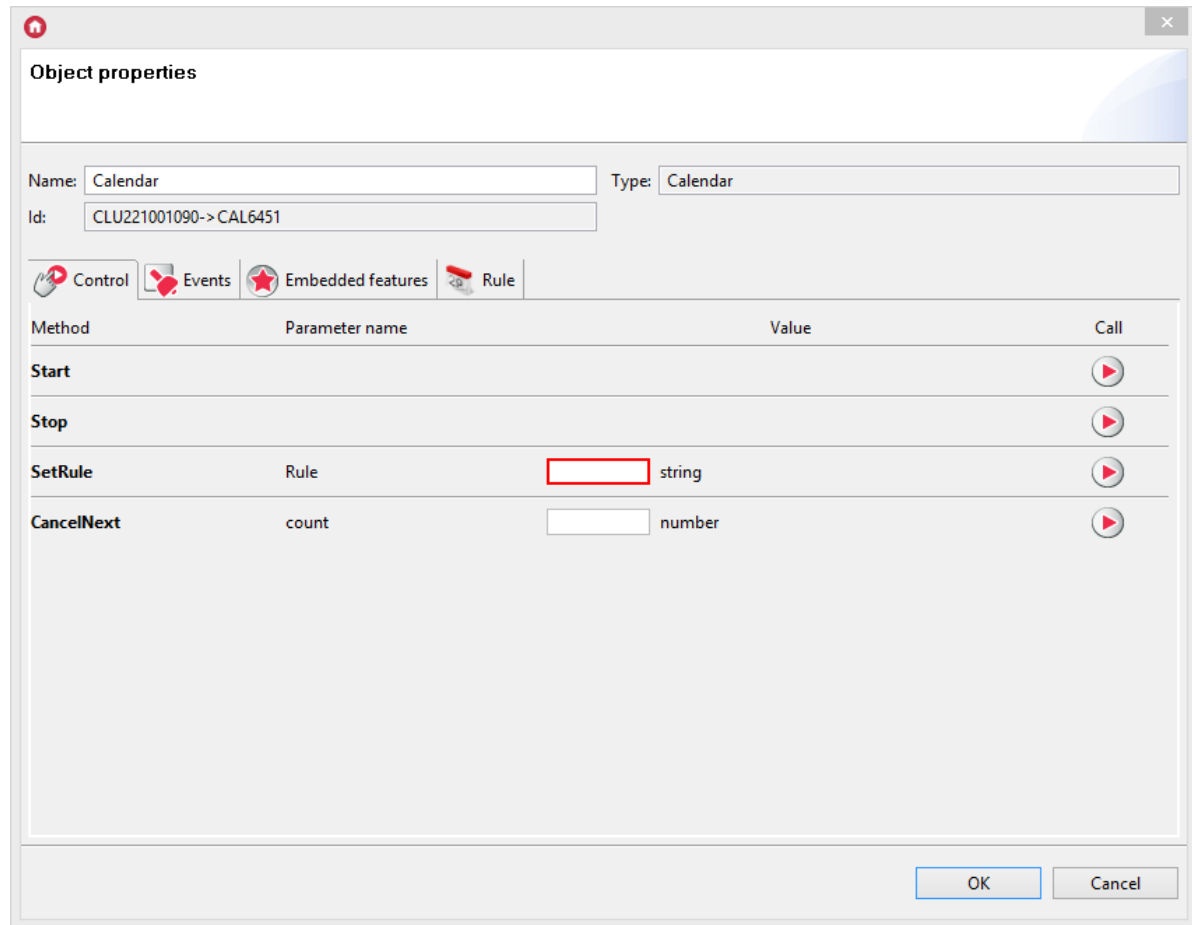 Object properties
Name: Calendar Type: Calendar
Id: CLU221001090->CAL6451
Control Events Embedded features Rule
Method Parameter name Value Call
Start
Stop
SetRule Rule string
CancelNext count number
OK Cancel